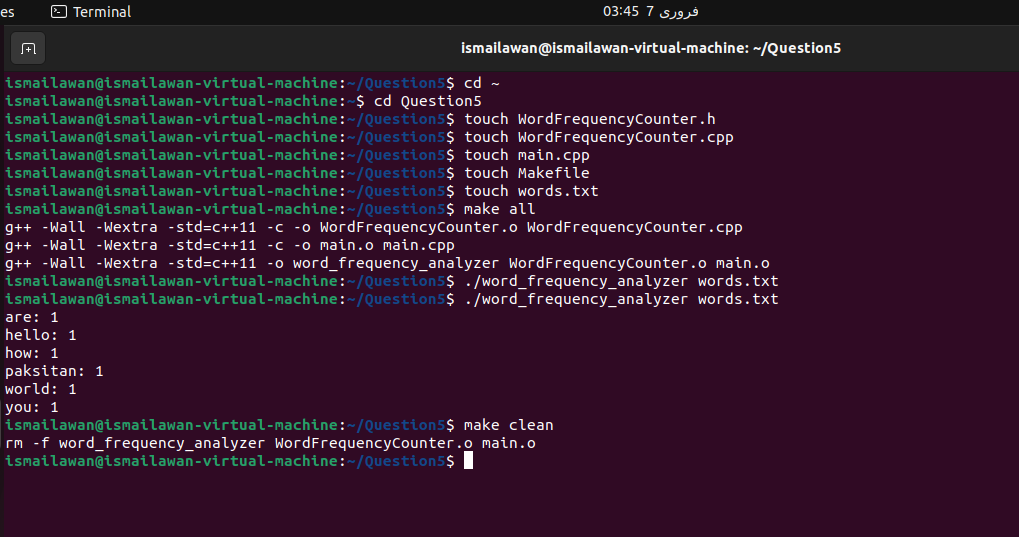 es Terminal 03:45 7 فروری
ismailawan@ismailawan-virtual-machine: ~/Question5
ismailawan@ismailawan-virtual-machine:~/Question5$ cd ~
ismailawan@ismailawan-virtual-machine:~$ cd Question5
ismailawan@ismailawan-virtual-machine:~/Question5$ touch WordFrequencyCounter.h
ismailawan@ismailawan-virtual-machine:~/Question5$ touch WordFrequencyCounter.cpp
ismailawan@ismailawan-virtual-machine:~/Question5$ touch main.cpp
ismailawan@ismailawan-virtual-machine:~/Question5$ touch Makefile
ismailawan@ismailawan-virtual-machine:~/Question5$ touch words.txt
ismailawan@ismailawan-virtual-machine:~/Question5$ make all
g++ -Wall -Wextra -std=c++11 -c -o WordFrequencyCounter.o WordFrequencyCounter.cpp
g++ -Wall -Wextra -std=c++11 -c -o main.o main.cpp
g++ -Wall -Wextra -std=c++11 -o word_frequency_analyzer WordFrequencyCounter.o main.o
ismailawan@ismailawan-virtual-machine:~/Question5$ ./word_frequency_analyzer words.txt
ismailawan@ismailawan-virtual-machine:~/Question5$ ./word_frequency_analyzer words.txt
are: 1
hello: 1
how: 1
paksitan: 1
world: 1
you: 1
ismailawan@ismailawan-virtual-machine:~/Question5$ make clean
rm -f word_frequency_analyzer WordFrequencyCounter.o main.o
ismailawan@ismailawan-virtual-machine:~/Question5$